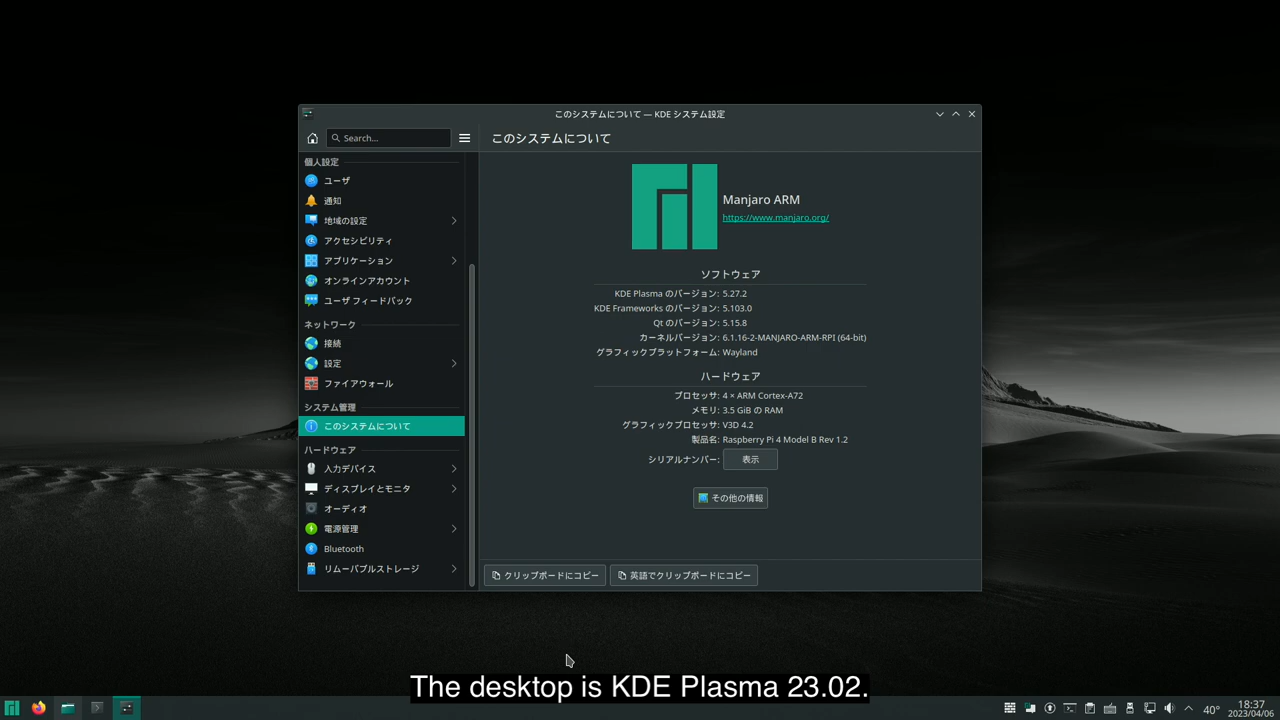 このシステムについて — KDE システム設定
Search...
このシステムについて
個人設定
ユーザ
通知
地域の設定
アクセシビリティ
アプリケーション
オンラインアカウント
ユーザ フィードバック
ネットワーク
接続
設定
ファイアウォール
システム管理
このシステムについて
ハードウェア
入力デバイス
ディスプレイとモニタ
オーディオ
電源管理
Bluetooth
リムーバブルストレージ
Manjaro ARM
https://www.manjaro.org/
ソフトウェア
KDE Plasma のバージョン: 5.27.2
KDE Frameworks のバージョン: 5.103.0
Qt のバージョン: 5.15.8
カーネルバージョン: 6.1.16-2-MANJARO-ARM-RPI (64-bit)
グラフィックプラットフォーム: Wayland
ハードウェア
プロセッサ: 4 × ARM Cortex-A72
メモリ: 3.5 GiB の RAM
グラフィックプロセッサ: V3D 4.2
製品名: Raspberry Pi 4 Model B Rev 1.2
シリアルナンバー: 表示
その他の情報
クリップボードにコピー 英語でクリップボードにコピー
The desktop is KDE Plasma 23.02.
40°
18:37
2023/04/06